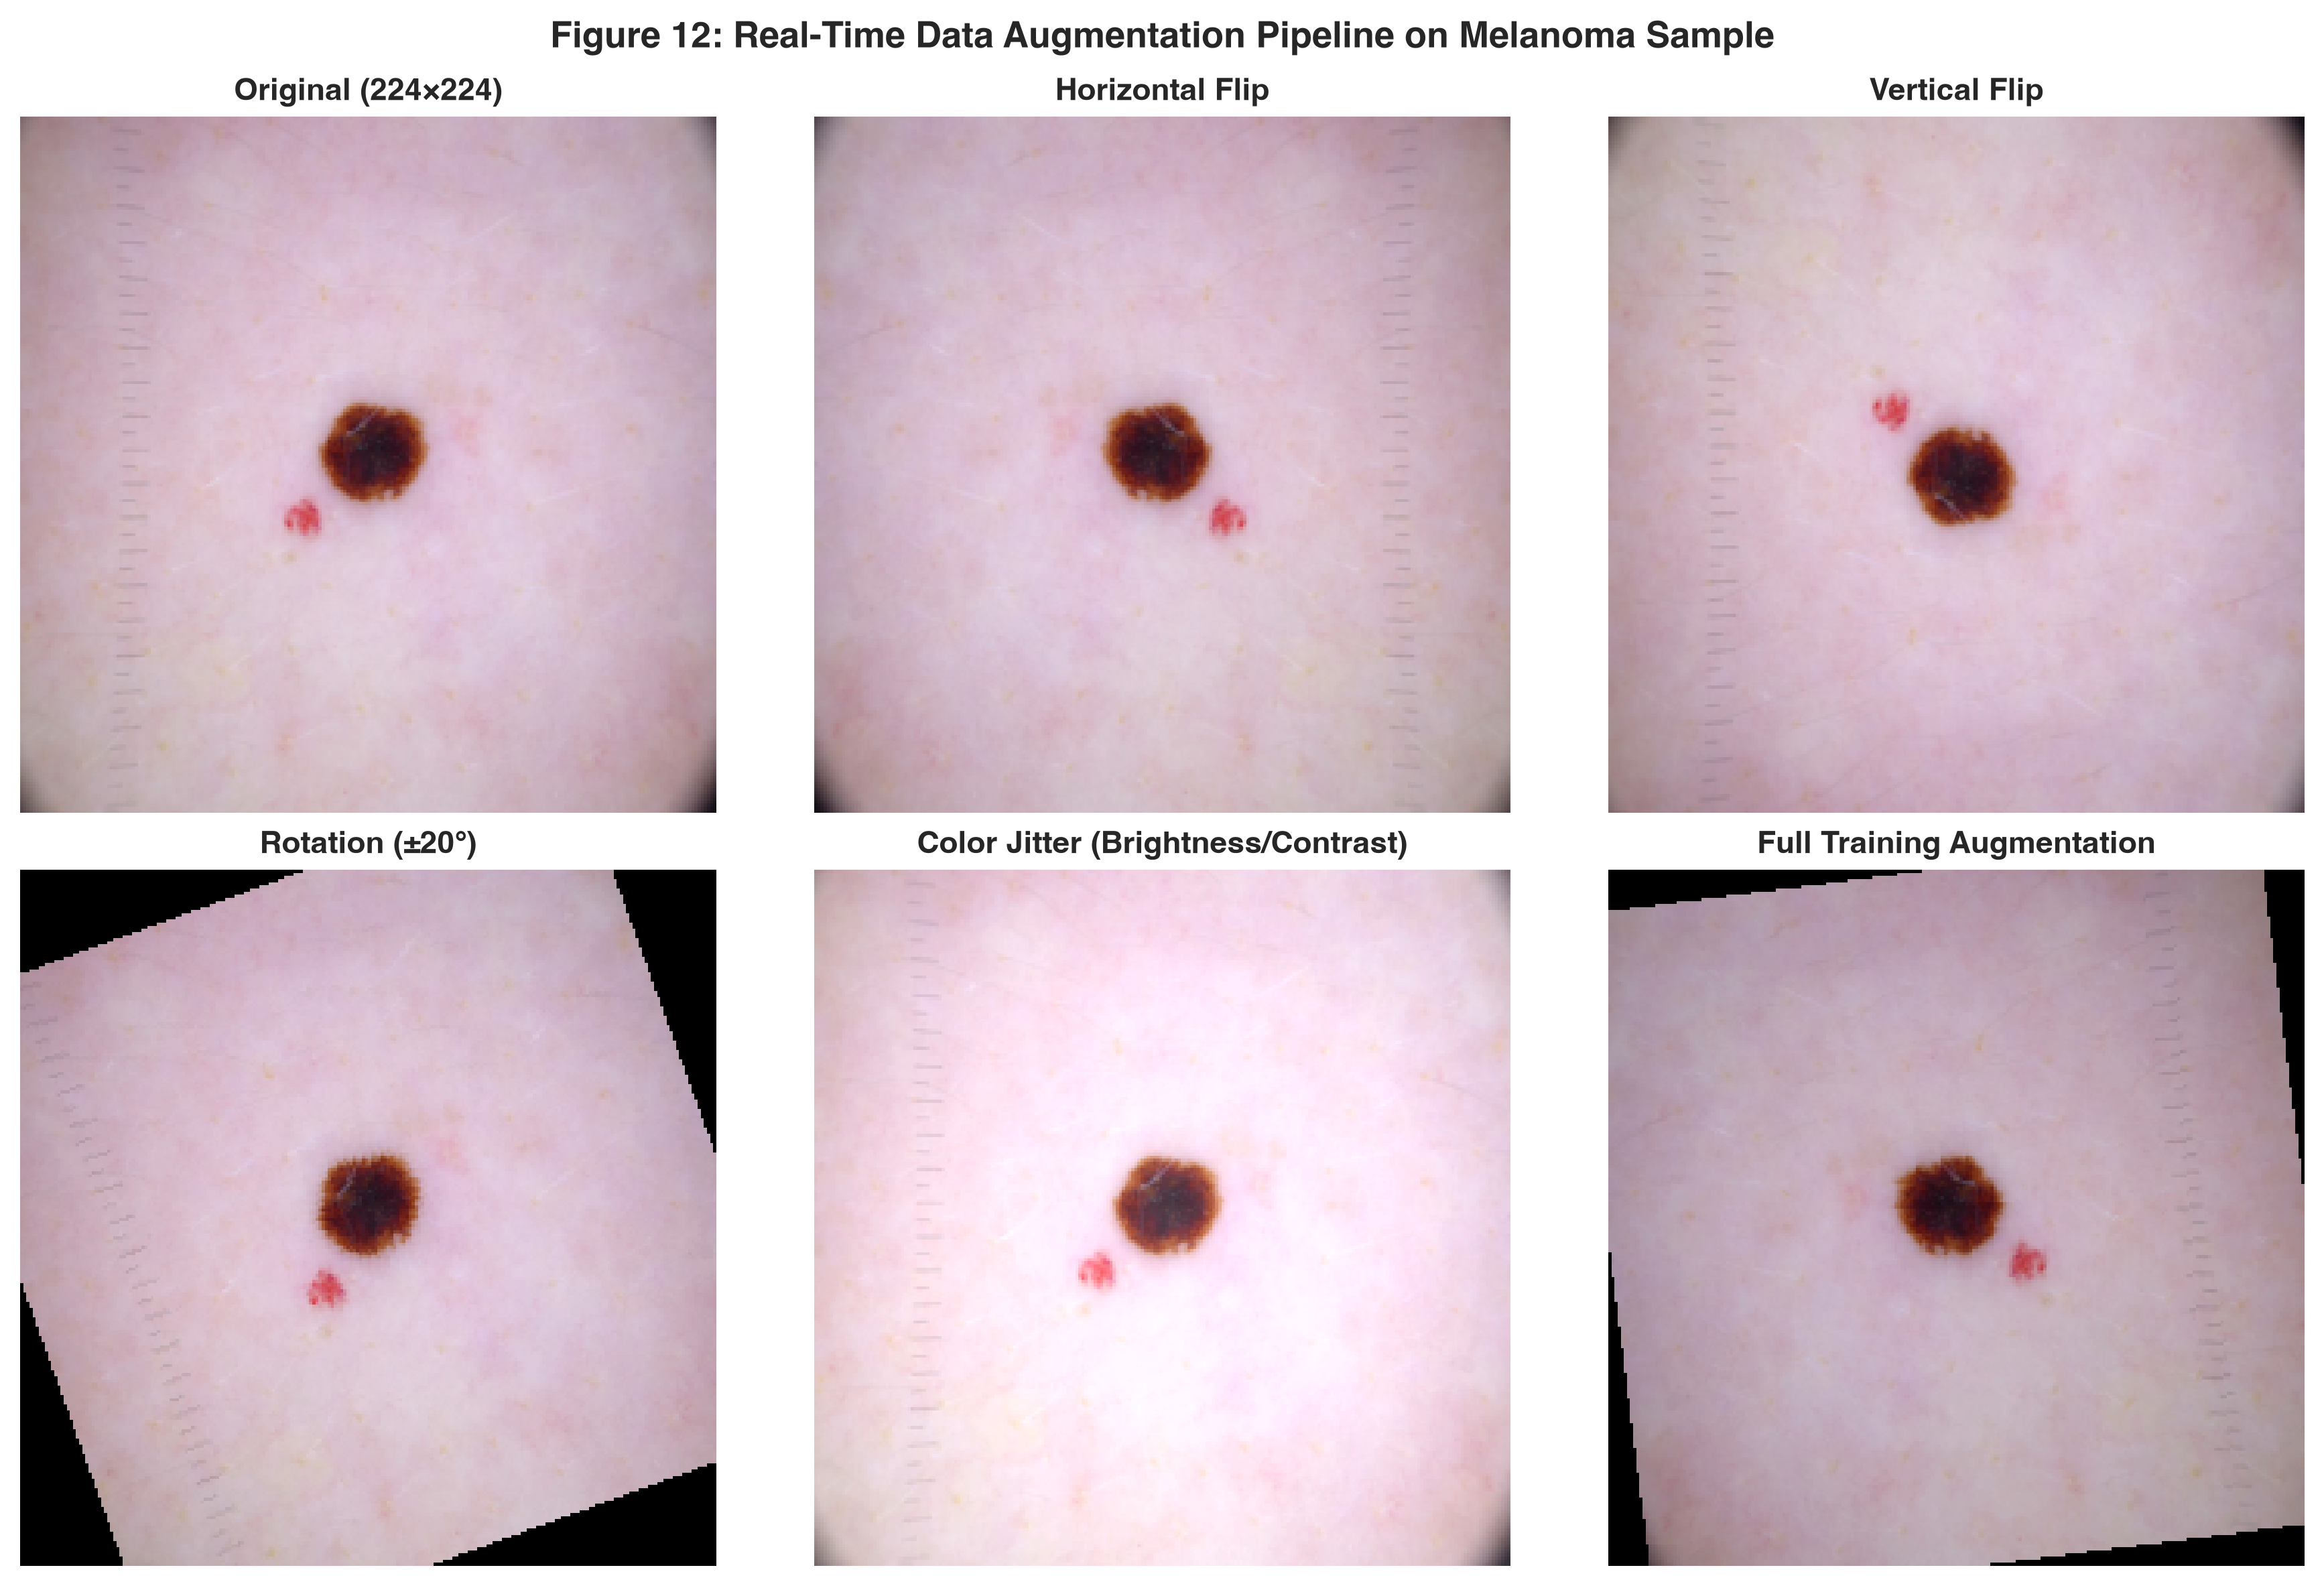 Figure 12: Real-Time Data Augmentation Pipeline on Melanoma Sample
Original (224×224)
Horizontal Flip
Vertical Flip
Rotation (±20°)
Color Jitter (Brightness/Contrast)
Full Training Augmentation